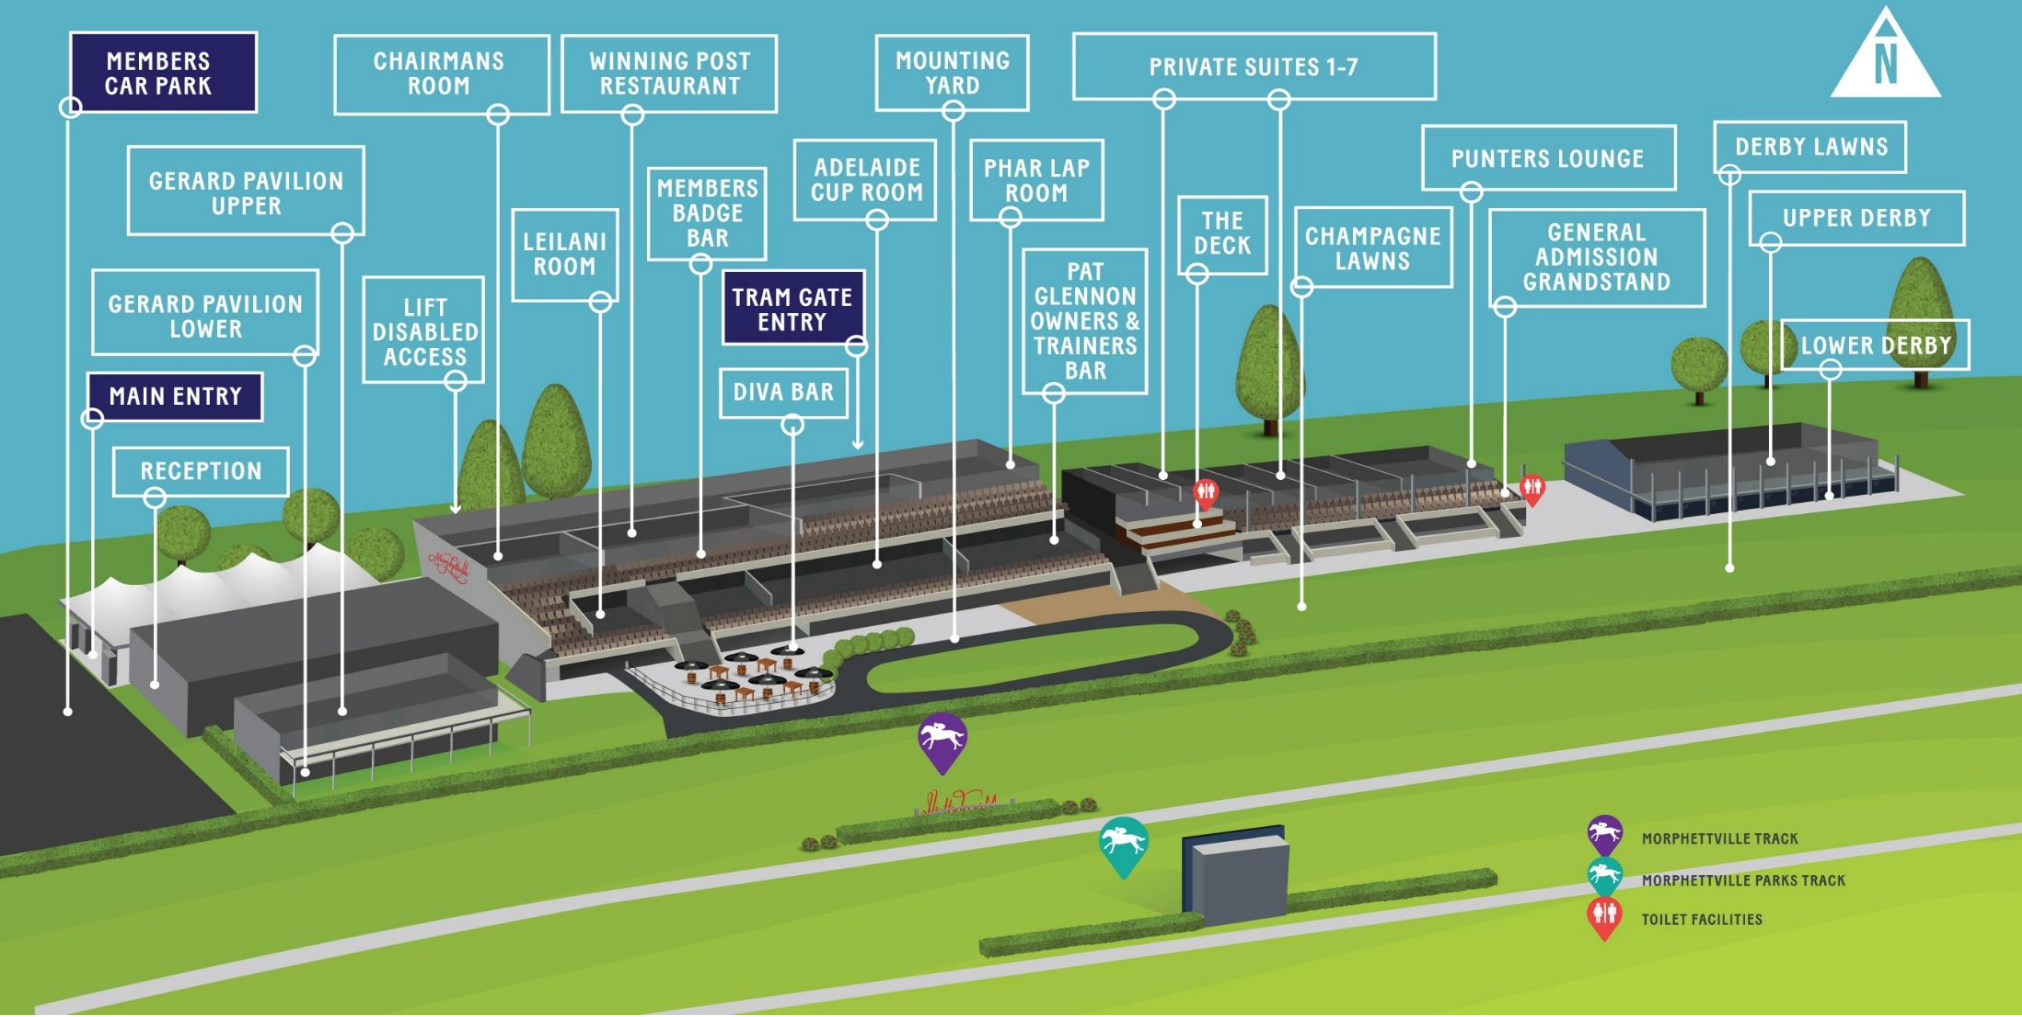 MEMBERS
CAR PARK
CHAIRMANS
ROOM
WINNING POST
RESTAURANT
MOUNTING
YARD
PRIVATE SUITES 1-7
N
GERARD PAVILION
UPPER
LEILANI
ROOM
MEMBERS
BADGE
BAR
ADELAIDE
CUP ROOM
PHAR LAP
ROOM
THE
DECK
CHAMPAGNE
LAWNS
PUNTERS LOUNGE
GENERAL
ADMISSION
GRANDSTAND
DERBY LAWNS
UPPER DERBY
GERARD PAVILION
LOWER
LIFT
DISABLED
ACCESS
TRAM GATE
ENTRY
PAT
GLENNON
OWNERS &
TRAINERS
BAR
LOWER DERBY
MAIN ENTRY
DIVA BAR
RECEPTION
Morphettville
MORPHETTVILLE TRACK
MORPHETTVILLE PARKS TRACK
TOILET FACILITIES